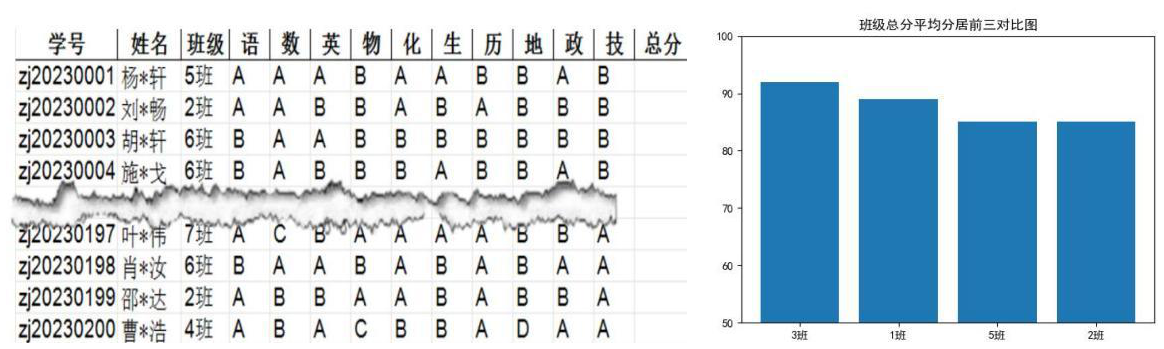 学号 姓名 班级 语 数 英 物 化 生 历 地 政 技 总分
zj20230001 杨*轩 5班 A A A B A A B B A B
zj20230002 刘*畅 2班 A A B B A B A B B B
zj20230003 胡*轩 6班 B A A B B B B B B B
zj20230004 施*戈 6班 B A B B B A B B A B
zj20230197 叶*伟 7班 A C B A A A A B B A
zj20230198 肖*汝 6班 B A A B A B A B A A
zj20230199 邵*达 2班 A B B A A B A B B A
zj20230200 曹*浩 4班 A B A C B B A D A A
班级总分平均分居前三对比图
100
90
80
70
60
50
3班 1班 5班 2班